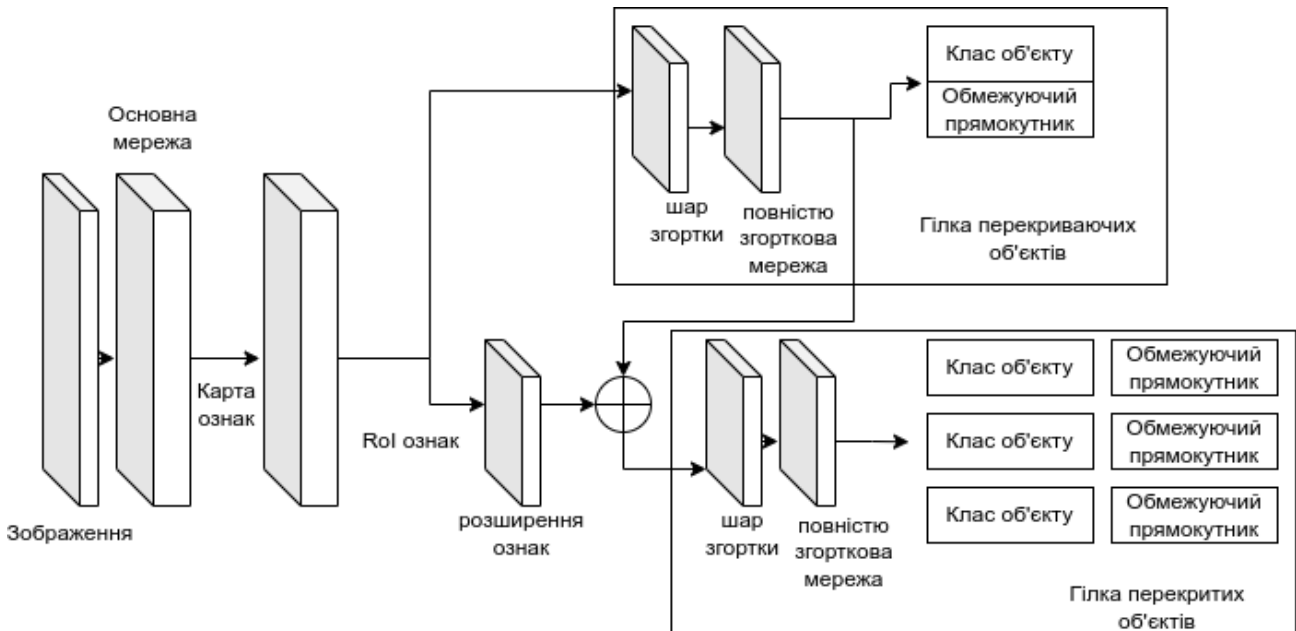 Основна
мережа
Зображення
Карта
ознак
RoI ознак
розширення
ознак
шар
згортки
повністю
згорткова
мережа
Клас об'єкту
Обмежуючий
прямокутник
Гілка перекриваючих
об'єктів
шар
згортки
повністю
згорткова
мережа
Клас об'єкту
Обмежуючий
прямокутник
Клас об'єкту
Обмежуючий
прямокутник
Клас об'єкту
Обмежуючий
прямокутник
Гілка перекритих
об'єктів